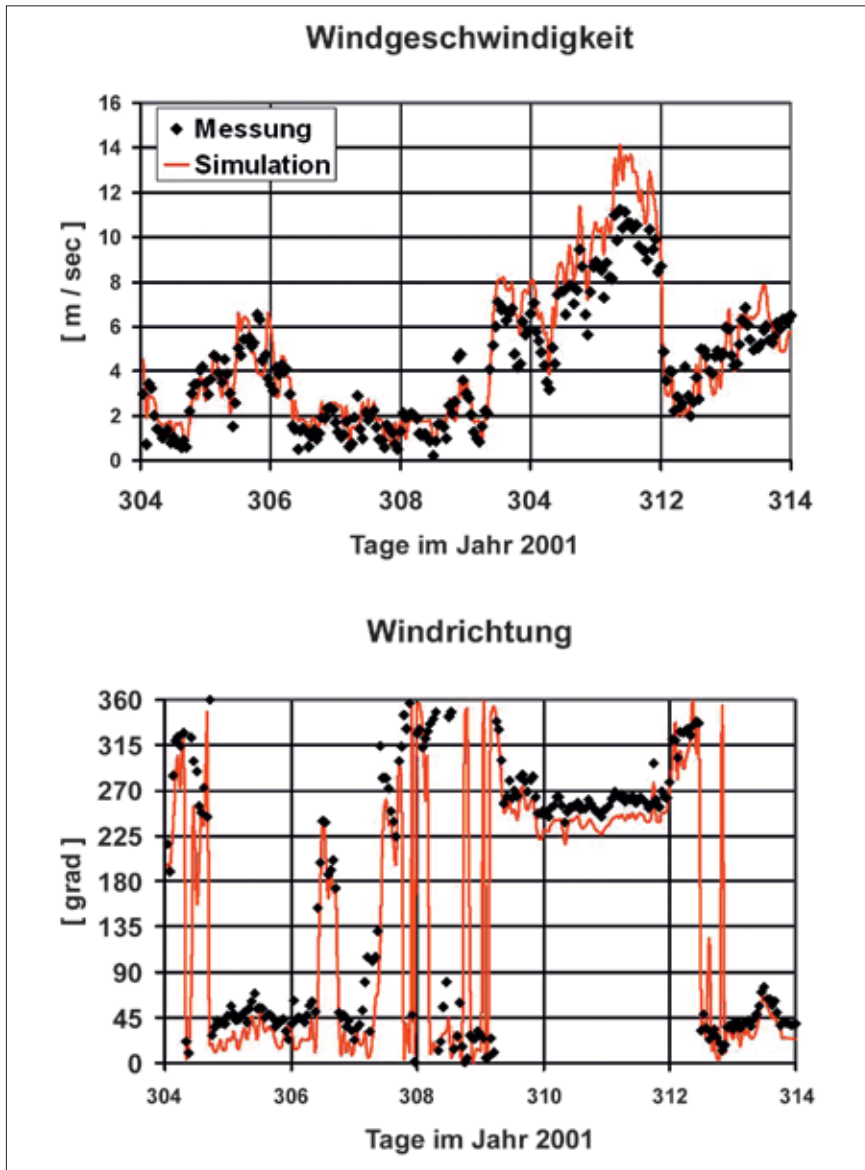 Windgeschwindigkeit
16
14
12
10
8
6
4
2
0
[ m / sec ]
Messung
Simulation
304 306 308 304 312 314
Tage im Jahr 2001
Windrichtung
360
315
270
225
180
135
90
45
0
[ grad ]
304 306 308 310 312 314
Tage im Jahr 2001